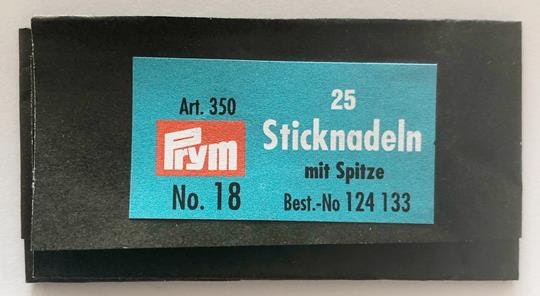 Art. 350
Prym
No. 18
25
Sticknadeln
mit Spitze
Best.-No 124 133